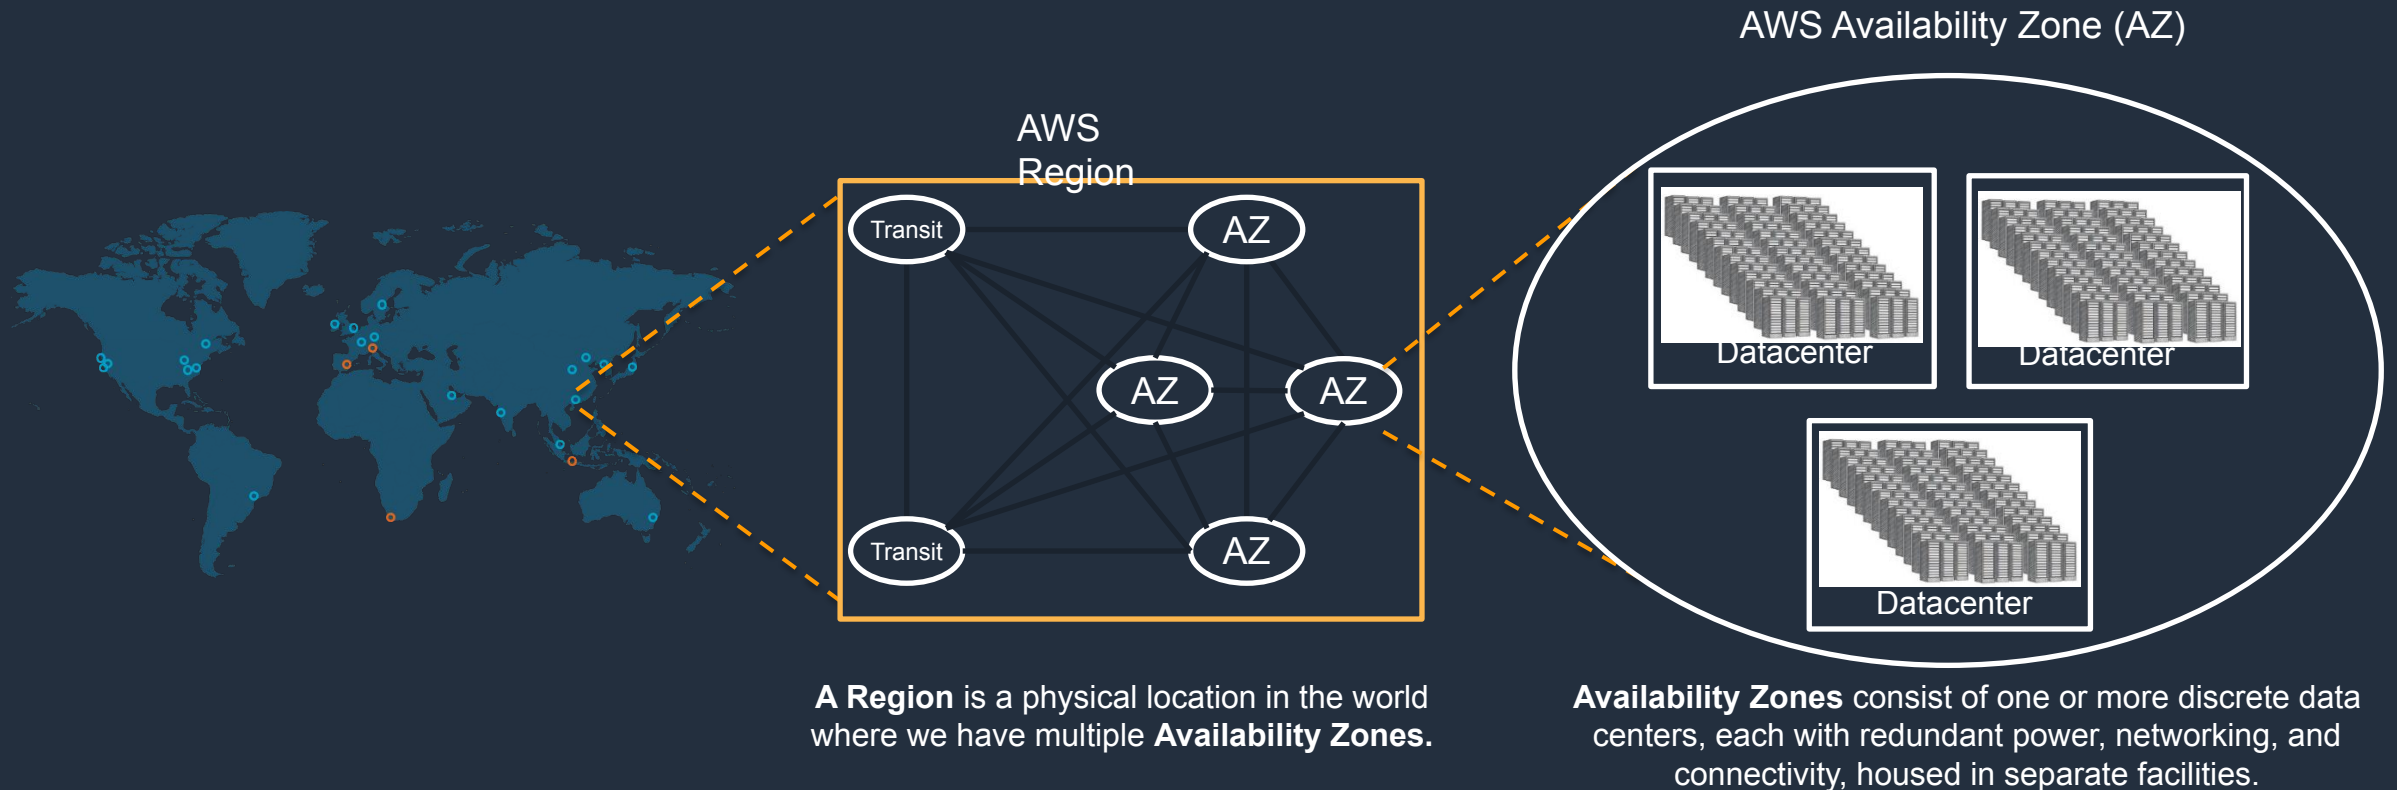 AWS Availability Zone (AZ)
AWS
Region
Transit
AZ
AZ
AZ
Transit
AZ
Datacenter
Datacenter
Datacenter
A Region is a physical location in the world
where we have multiple Availability Zones.
Availability Zones consist of one or more discrete data
centers, each with redundant power, networking, and
connectivity, housed in separate facilities.